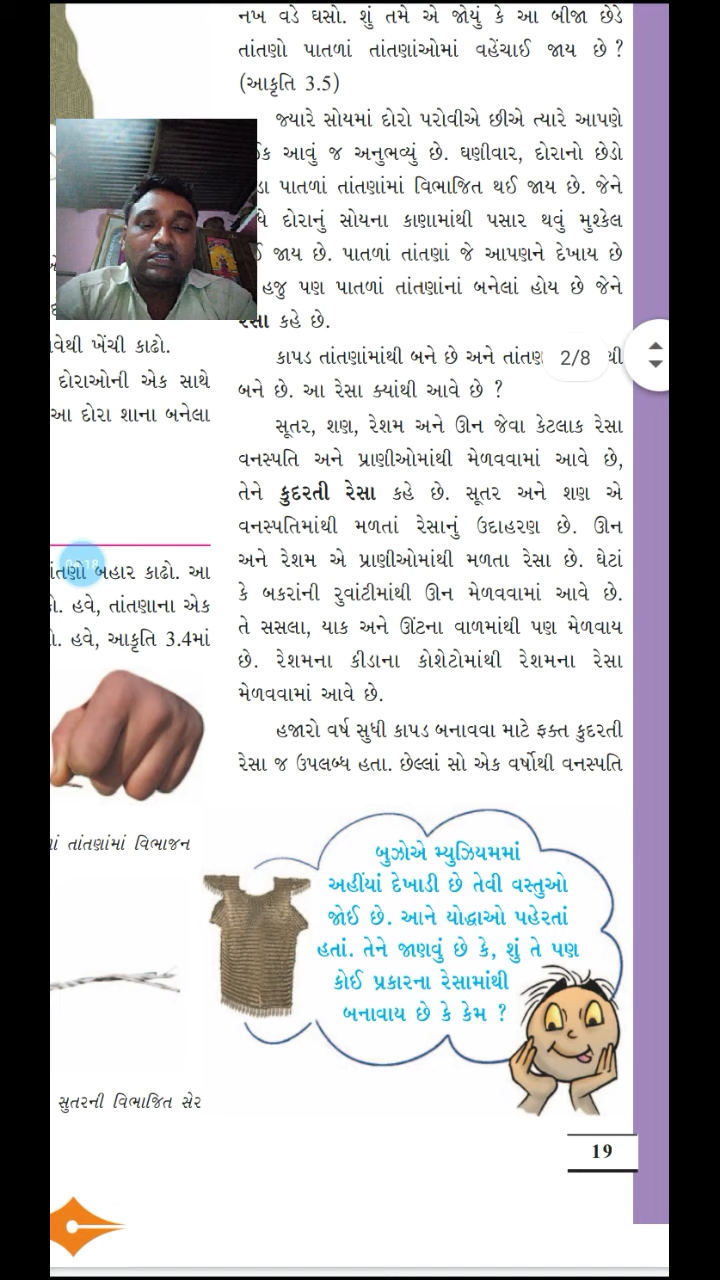 નખ વડે ઘસો. શું તમે એ જોયું કે આ બીજા છેડે
તાંતણો પાતળાં તાંતણાંઓમાં વહેંચાઈ જાય છે ?
(આકૃતિ 3.5)
જ્યારે સોયમાં દોરો પરોવીએ છીએ ત્યારે આપણે
આવું જ અનુભવ્યું છે. ઘણીવાર, દોરાનો છેડો
પાતળાં તાંતણાંમાં વિભાજિત થઈ જાય છે. જેને
દોરાનું સોયના કાણામાંથી પસાર થવું મુશ્કેલ
જાય છે. પાતળાં તાંતણાં જે આપણને દેખાય છે
હજુ પણ પાતળાં તાંતણાંનાં બનેલાં હોય છે જેને
રેસા કહે છે.
કાપડ તાંતણાંમાંથી બને છે અને 2/8
બને છે. આ રેસા ક્યાંથી આવે છે ?
સૂતર, શણ, રેશમ અને ઊન જેવા કેટલાક રેસા
વનસ્પતિ અને પ્રાણીઓમાંથી મેળવવામાં આવે છે,
તેને કુદરતી રેસા કહે છે. સૂતર અને શણ એ
વનસ્પતિમાંથી મળતાં રેસાનું ઉદાહરણ છે. ઊન
અને રેશમ એ પ્રાણીઓમાંથી મળતા રેસા છે. ઘેટાં
કે બકરાંની રુવાંટીમાંથી ઊન મેળવવામાં આવે છે.
તે સસલા, યાક અને ઊંટના વાળમાંથી પણ મેળવાય
છે. રેશમના કીડાના કોશેટોમાંથી રેશમના રેસા
મેળવવામાં આવે છે.
હજારો વર્ષ સુધી કાપડ બનાવવા માટે ફક્ત કુદરતી
રેસા જ ઉપલબ્ધ હતા. છેલ્લાં સો એક વર્ષોથી વનસ્પતિ
ખેંચી કાઢો.
દોરાઓની એક સાથે
આ દોરા શાના બનેલા
બહાર કાઢો. આ
હવે, તાંતણાના એક
હવે, આકૃતિ 3.4માં
તાંતણાંમાં વિભાજન
સુતરની વિભાજિત સેર
બુઝોએ મ્યુઝિયમમાં
અહીંયાં દેખાડી છે તેવી વસ્તુઓ
જોઈ છે. આને યોદ્ધાઓ પહેરતાં
હતાં. તેને જાણવું છે કે, શું તે પણ
કોઈ પ્રકારના રેસામાંથી
બનાવાય છે કે કેમ ?
19